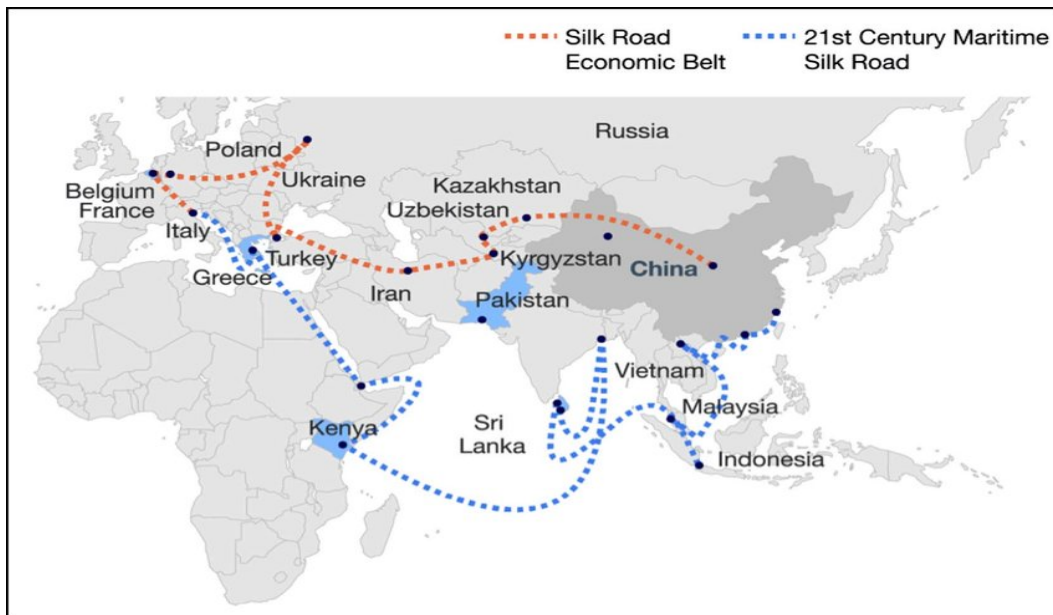 Silk Road
Economic Belt
21st Century Maritime
Silk Road
Russia
Poland
Ukraine
Kazakhstan
Belgium
France
Uzbekistan
Italy
Turkey
Kyrgyzstan
China
Greece
Iran
Pakistan
Vietnam
Malaysia
Kenya
Sri
Lanka
Indonesia